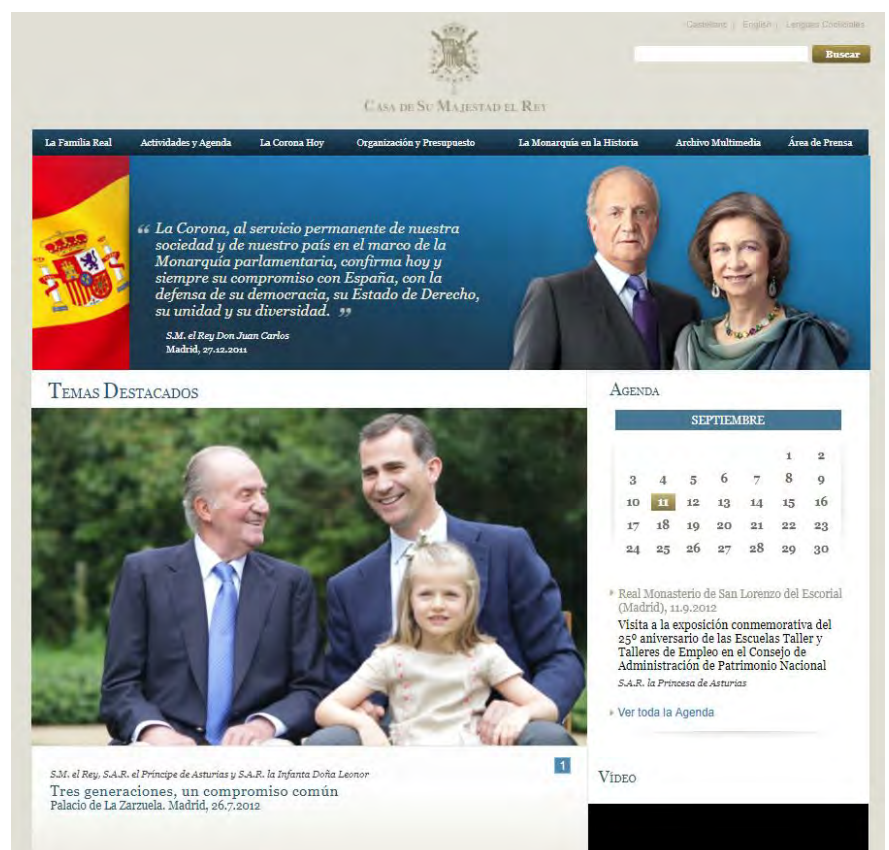 Castellano | English | Lenguas Cooficiales
Buscar
CASA DE SU MAJESTAD EL REY
La Familia Real Actividades y Agenda La Corona Hoy Organización y Presupuesto La Monarquía en la Historia Archivo Multimedia Área de Prensa
“ La Corona, al servicio permanente de nuestra
sociedad y de nuestro país en el marco de la
Monarquía parlamentaria, confirma hoy y
siempre su compromiso con España, con la
defensa de su democracia, su Estado de Derecho,
su unidad y su diversidad. ”
S.M. el Rey Don Juan Carlos
Madrid, 27.12.2011
TEMAS DESTACADOS
S.M. el Rey, S.A.R. el Príncipe de Asturias y S.A.R. la Infanta Doña Leonor
1
Tres generaciones, un compromiso común
Palacio de La Zarzuela. Madrid, 26.7.2012
AGENDA
SEPTIEMBRE
1 2
3 4 5 6 7 8 9
10 11 12 13 14 15 16
17 18 19 20 21 22 23
24 25 26 27 28 29 30
Real Monasterio de San Lorenzo del Escorial
(Madrid), 11.9.2012
Visita a la exposición conmemorativa del
25º aniversario de las Escuelas Taller y
Talleres de Empleo en el Consejo de
Administración de Patrimonio Nacional
S.A.R. la Princesa de Asturias
Ver toda la Agenda
VÍDEO